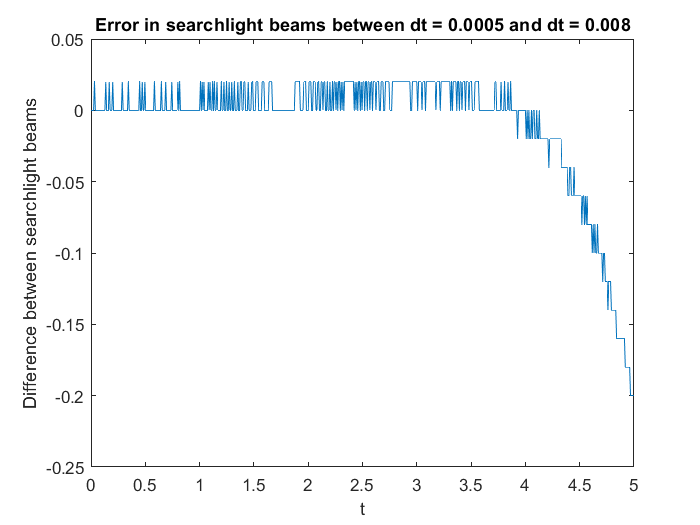 Error in searchlight beams between dt = 0.0005 and dt = 0.008
Difference between searchlight beams
0.05
0
-0.05
-0.1
-0.15
-0.2
-0.25
0 0.5 1 1.5 2 2.5 3 3.5 4 4.5 5
t